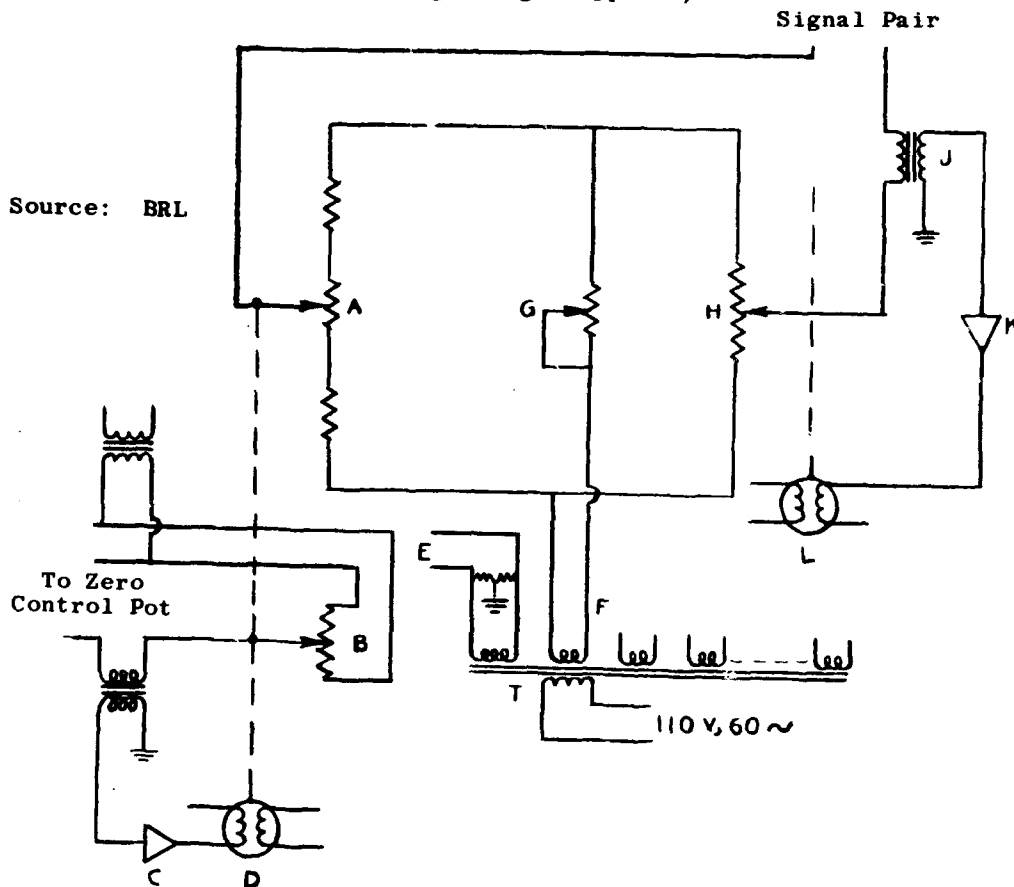 Signal Pair
J
Source: BRL
A
G
H
K
L
E
To Zero
Control Pot
F
B
T
110 V, 60 ~
C
D